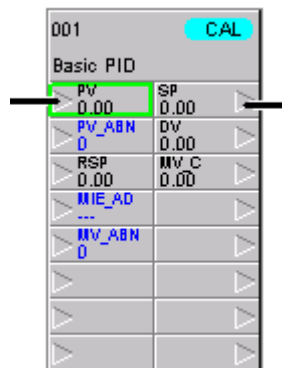 001 CAL
Basic PID
PV SP
0.00 0.00
PV_ABN DV
0 0.00
RSP MV_C
0.00 0.00
MIE_AD
---
MV_ABN
0